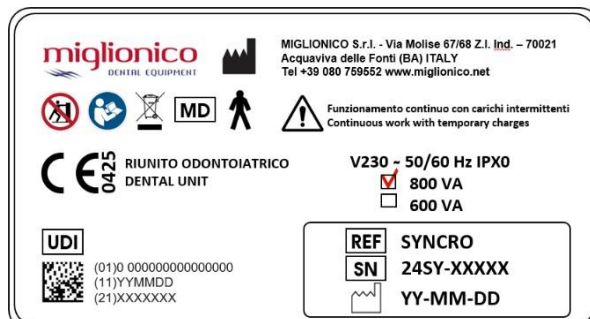 miglionico
DENTAL EQUIPMENT
MIGLIONICO S.r.l. - Via Molise 67/68 Z.I. Ind. – 70021
Acquaviva delle Fonti (BA) ITALY
Tel +39 080 759552 www.miglionico.net
MD
Funzionamento continuo con carichi intermittenti
Continuous work with temporary charges
CE 0425
RIUNITO ODONTOIATRICO
DENTAL UNIT
V230 ~ 50/60 Hz IPX0
800 VA
600 VA
UDI
(01)0 000000000000000
(11)YYMMDD
(21)XXXXXXX
REF SYNCRO
SN 24SY-XXXXX
YY-MM-DD